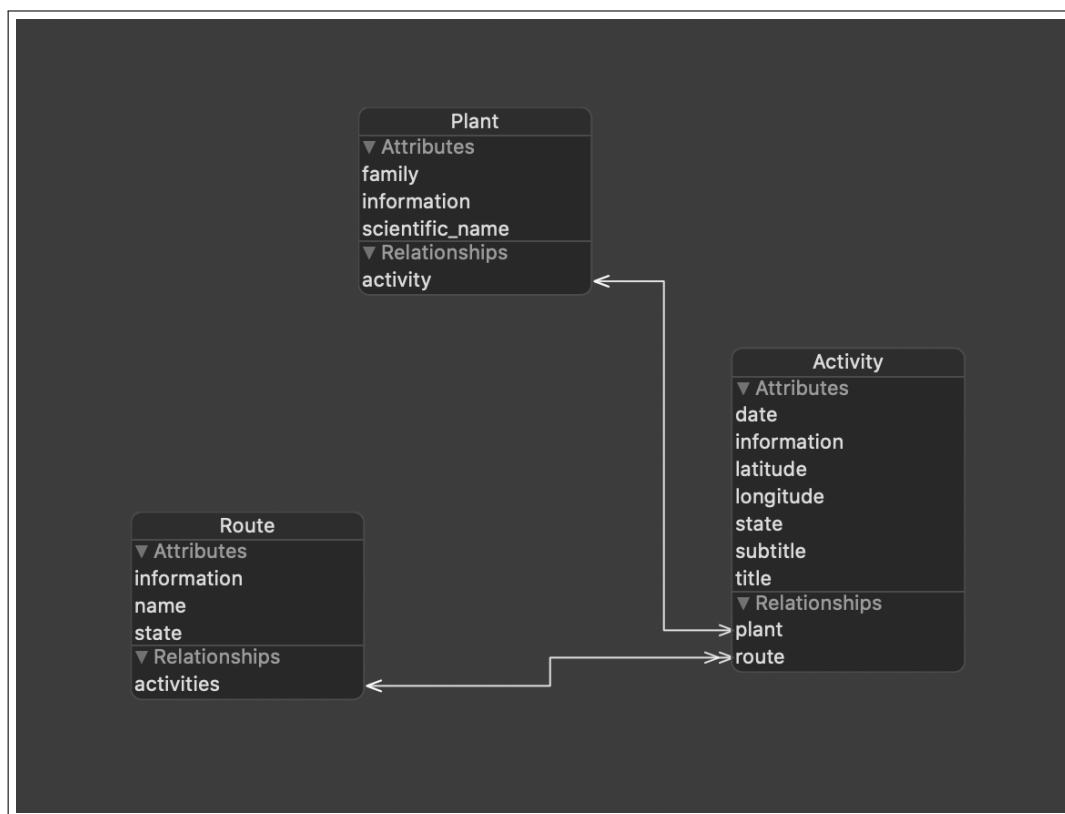 Plant
▼ Attributes
family
information
scientific_name
▼ Relationships
activity
Activity
▼ Attributes
date
information
latitude
longitude
state
subtitle
title
▼ Relationships
plant
route
Route
▼ Attributes
information
name
state
▼ Relationships
activities